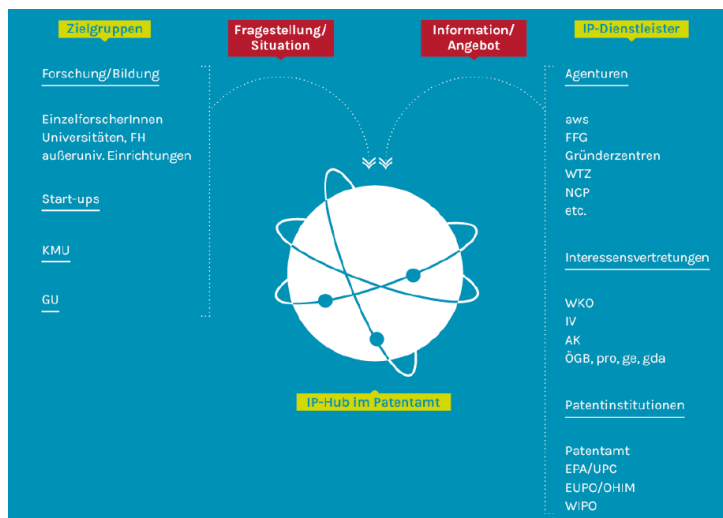 Zielgruppen
Fragestellung/
Situation
Information/
Angebot
IP-Dienstleister
Forschung/Bildung
EinzelforscherInnen
Universitäten, FH
außeruniv. Einrichtungen
Start-ups
KMU
GU
IP-Hub im Patentamt
Agenturen
aws
FFG
Gründerzentren
WTZ
NCP
etc.
Interessensvertretungen
WKO
IV
AK
ÖGB, pro, ge, gda
Patentinstitutionen
Patentamt
EPA/UPC
EUPO/OHIM
WIPO